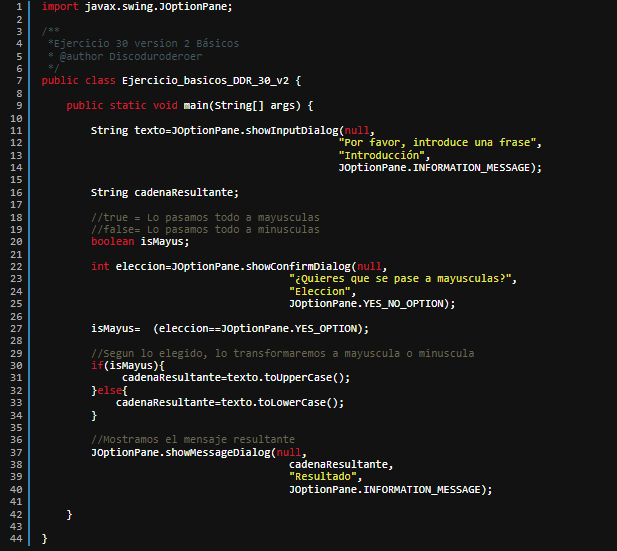 1 import javax.swing.JOptionPane;
2
3 /**
4  *Ejercicio 30 version 2 Básicos
5  * @author Discoduroderoer
6  */
7 public class Ejercicio_basicos_DDR_30_v2 {
8
9     public static void main(String[] args) {
10
11         String texto=JOptionPane.showInputDialog(null,
12                                                 "Por favor, introduce una frase",
13                                                 "Introducción",
14                                                 JOptionPane.INFORMATION_MESSAGE);
15
16         String cadenaResultante;
17
18         //true = Lo pasamos todo a mayusculas
19         //false= Lo pasamos todo a minusculas
20         boolean isMayus;
21
22         int eleccion=JOptionPane.showConfirmDialog(null,
23                                         "¿Quieres que se pase a mayusculas?",
24                                         "Eleccion",
25                                         JOptionPane.YES_NO_OPTION);
26
27         isMayus=  (eleccion==JOptionPane.YES_OPTION);
28
29         //Segun lo elegido, lo transformaremos a mayuscula o minuscula
30         if(isMayus){
31              cadenaResultante=texto.toUpperCase();
32         }else{
33             cadenaResultante=texto.toLowerCase();
34         }
35
36         //Mostramos el mensaje resultante
37         JOptionPane.showMessageDialog(null,
38                                         cadenaResultante,
39                                         "Resultado",
40                                         JOptionPane.INFORMATION_MESSAGE);
41
42     }
43
44 }